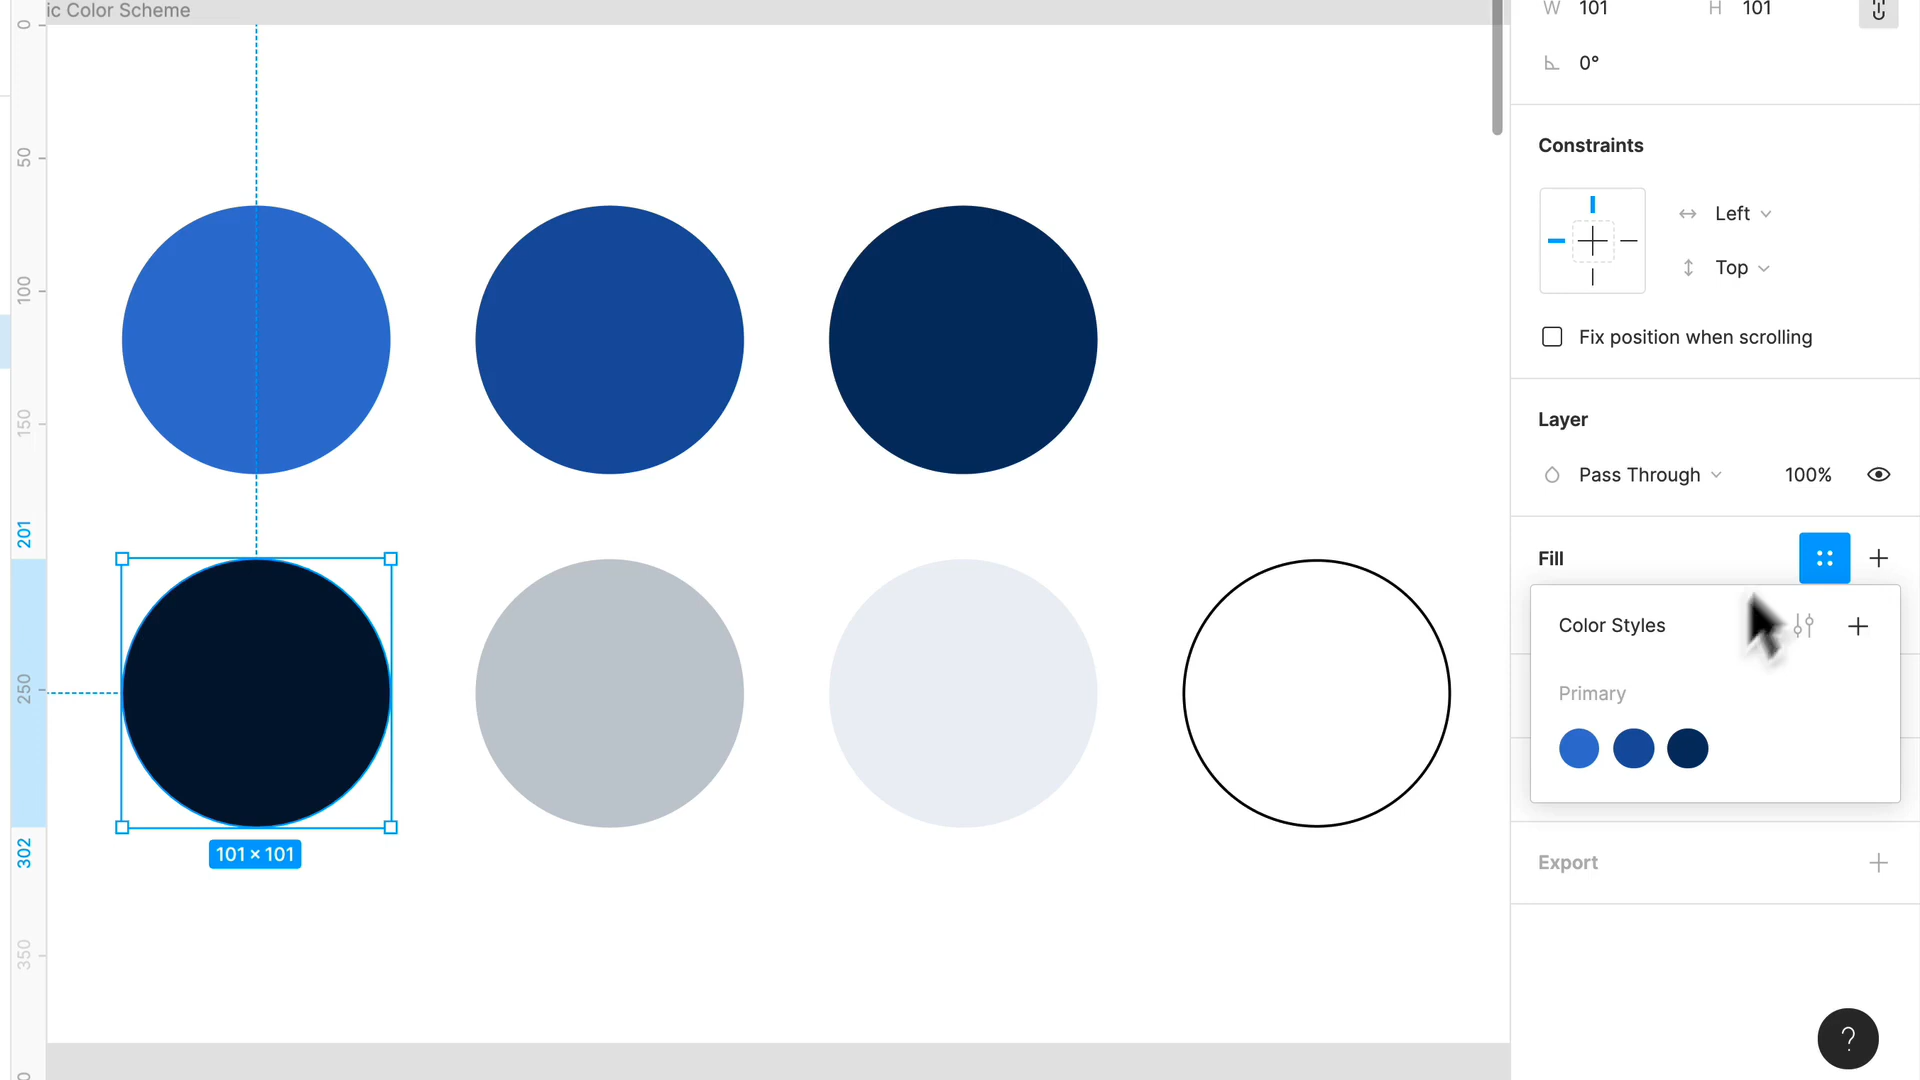 ic Color Scheme
W 101 H 101
0°
Constraints
Left
Top
Fix position when scrolling
Layer
Pass Through 100%
Fill
Color Styles
Primary
Export
?
101 × 101
0
50
100
150
201
250
302
350